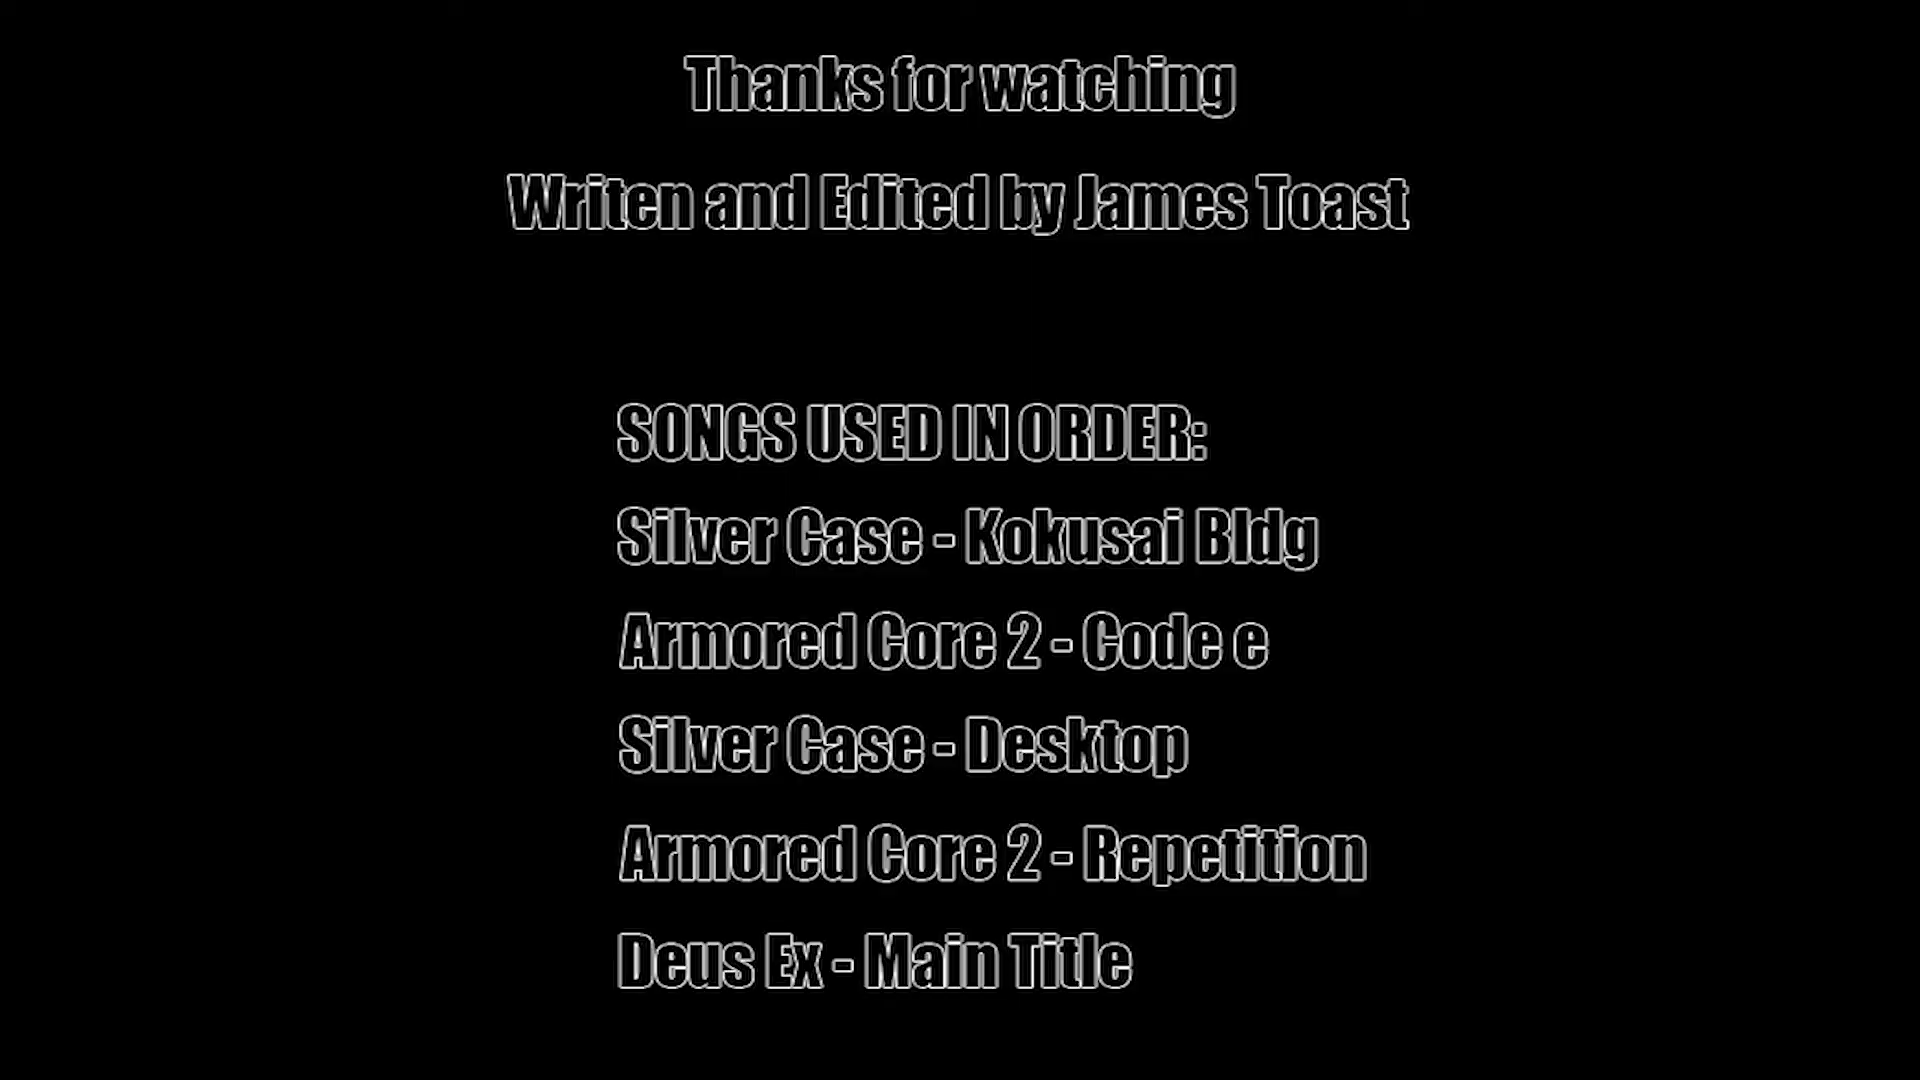 Thanks for watching
Writen and Edited by James Toast
SONGS USED IN ORDER:
Silver Case - Kokusai Bldg
Armored Core 2 - Code e
Silver Case - Desktop
Armored Core 2 - Repetition
Deus Ex - Main Title